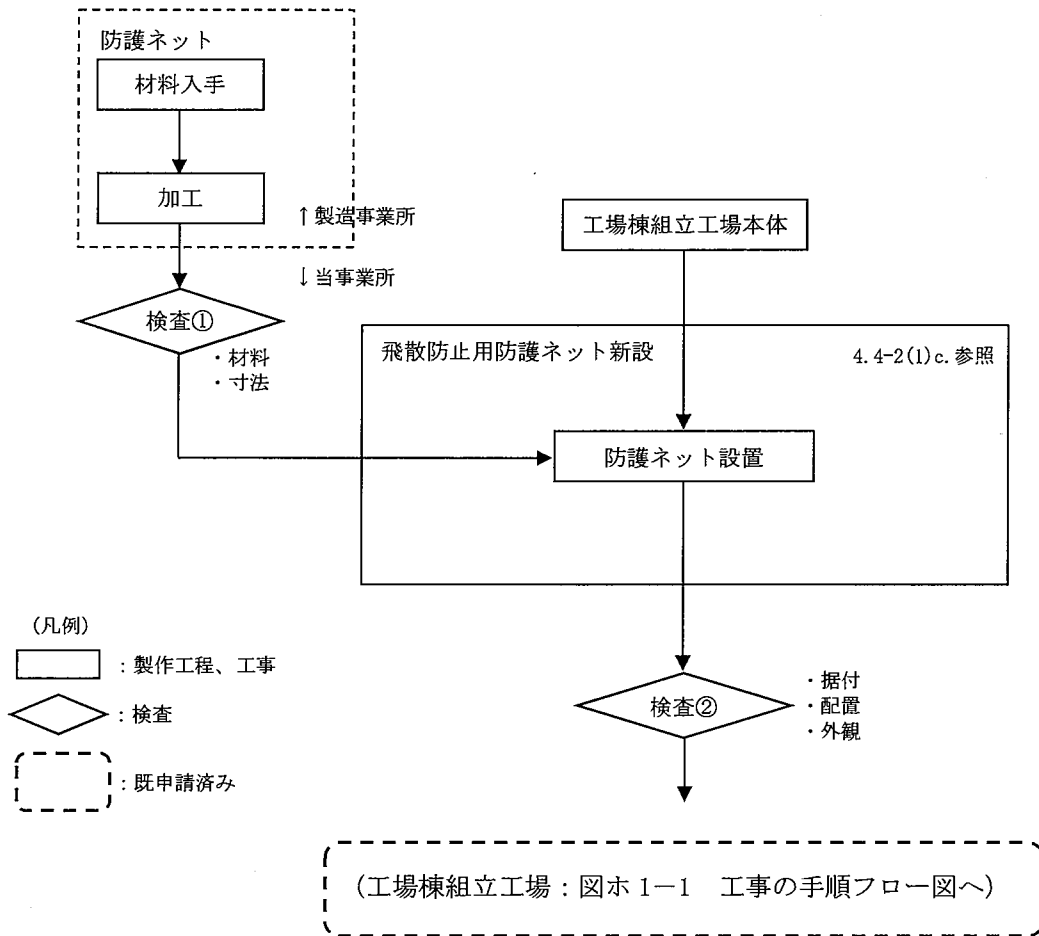 防護ネット
材料入手
加工
↑製造事業所
↓当事業所
検査①
・材料
・寸法
工場棟組立工場本体
飛散防止用防護ネット新設
4.4-2(1)c.参照
防護ネット設置
検査②
・据付
・配置
・外観
(凡例)
：製作工程、工事
：検査
：既申請済み
(工場棟組立工場：図ホ 1－1　工事の手順フロー図へ)